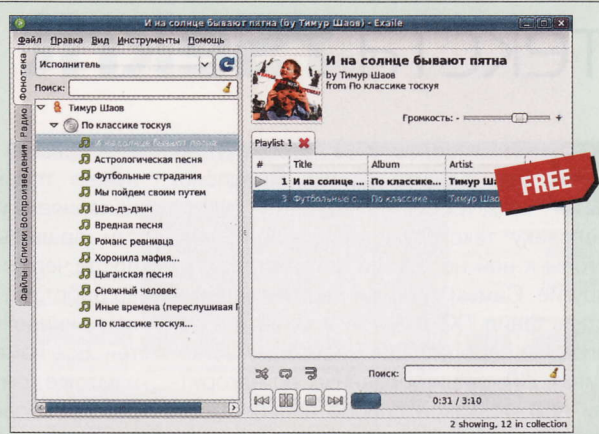 И на солнце бывают пятна (by Тимур Шаов) - Exaile
Файл Правка Вид Инструменты Помощь
Фонотека
Радио
Списки Воспроизведения
Файлы
Исполнитель
Поиск:
Тимур Шаов
По классике тоскуя
И на солнце бывают пятна
Астрологическая песня
Футбольные страдания
Мы пойдем своим путем
Шао-дэ-дзин
Вредная песня
Романс ревнивца
Хоронила мафия...
Цыганская песня
Снежный человек
Иные времена (переслушивая
По классике тоскуя...
И на солнце бывают пятна
by Тимур Шаов
from По классике тоскуя
Громкость: - +
Playlist 1
# Title Album Artist
1 И на солнце ... По классике... Тимур Ша
3 Футбольные с... По классике ... Тимур Шао
FREE
Поиск:
0:31 / 3:10
2 showing, 12 in collection